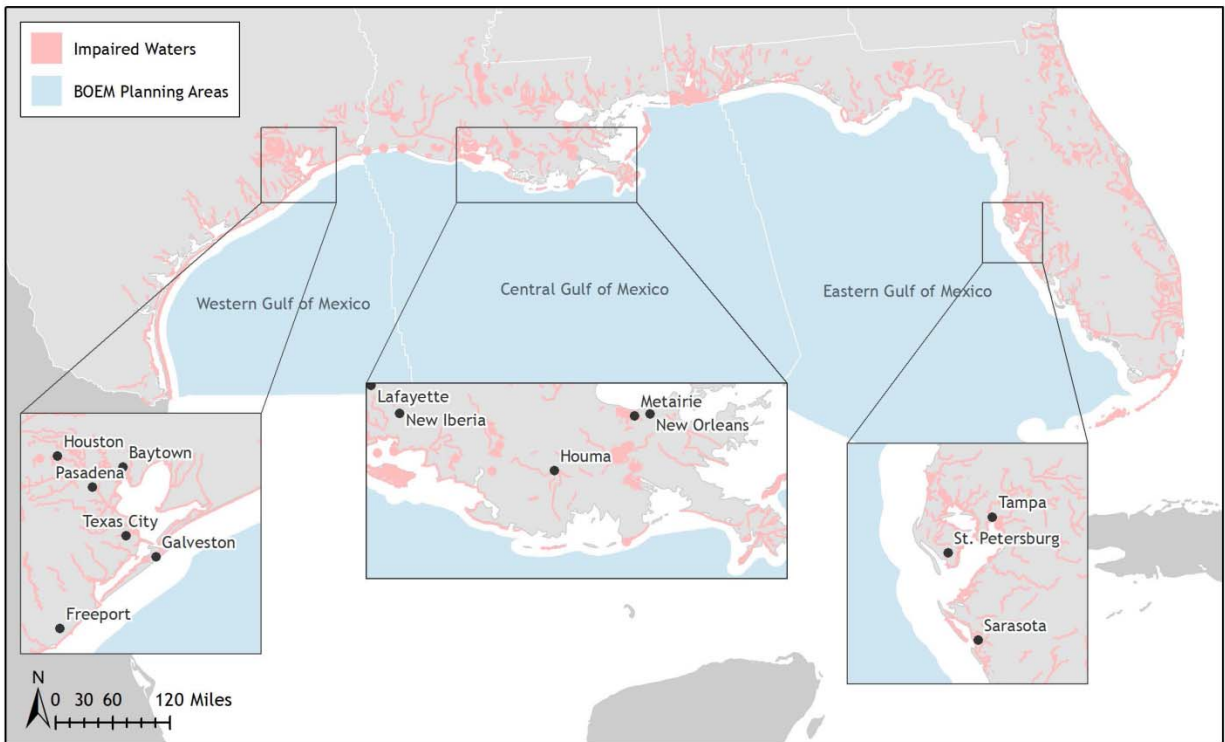 Impaired Waters
BOEM Planning Areas
Western Gulf of Mexico
Central Gulf of Mexico
Eastern Gulf of Mexico
Houston
Baytown
Pasadena
Texas City
Galveston
Freeport
Lafayette
New Iberia
Metairie
New Orleans
Houma
Tampa
St. Petersburg
Sarasota
N
0 30 60 120 Miles